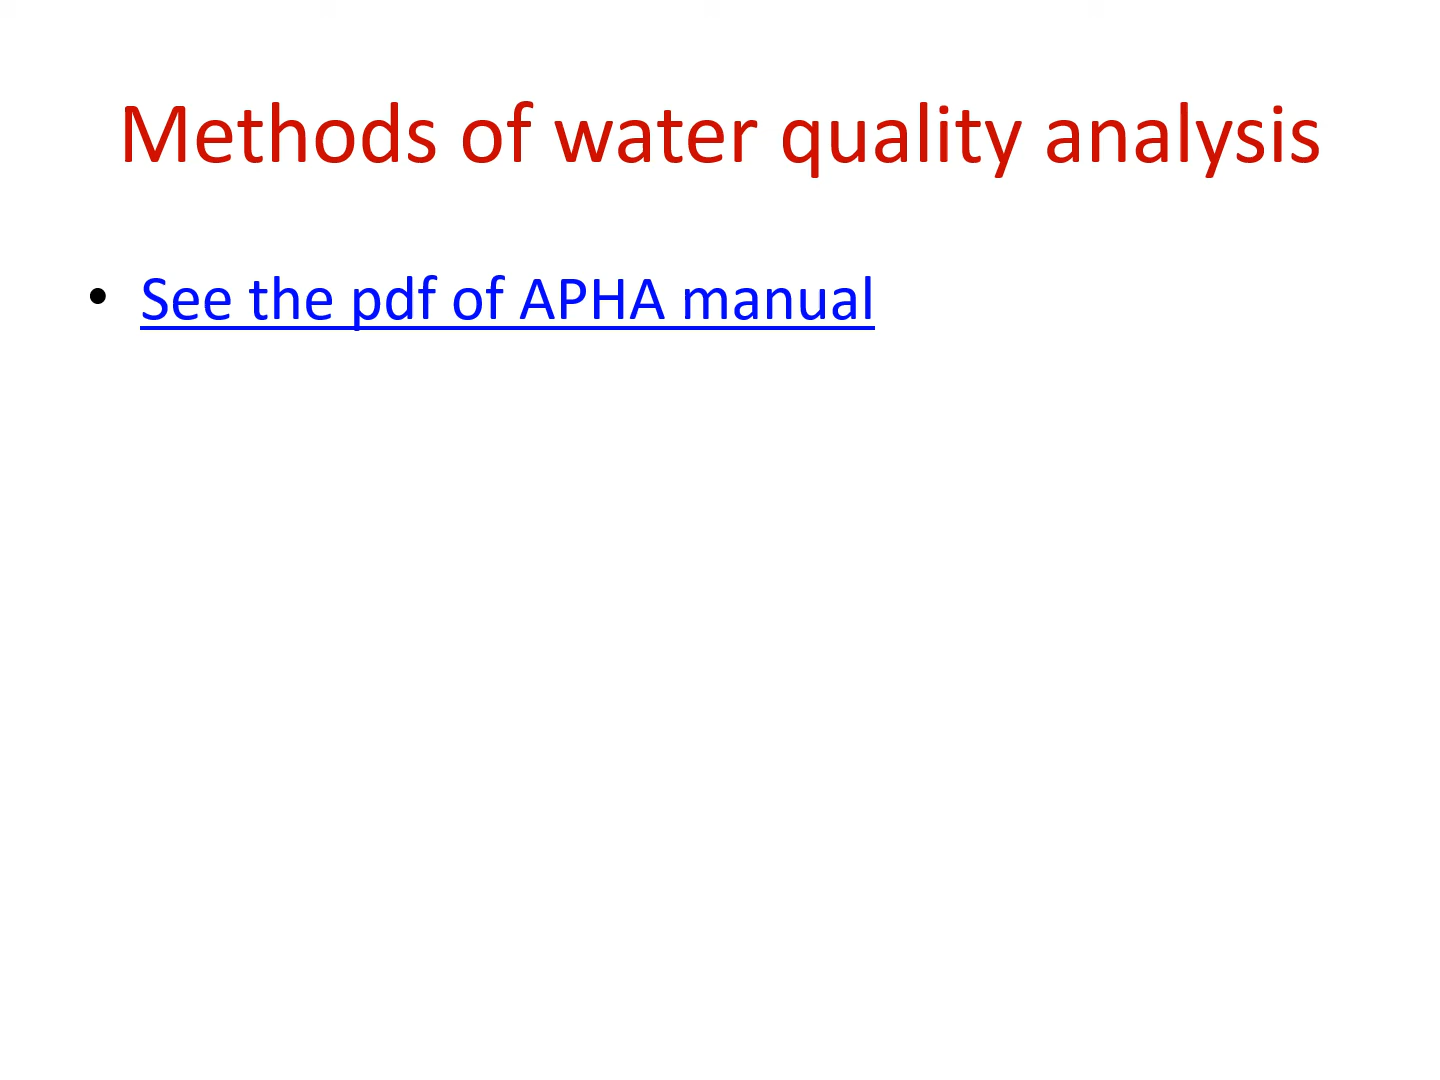 Methods of water quality analysis
• See the pdf of APHA manual